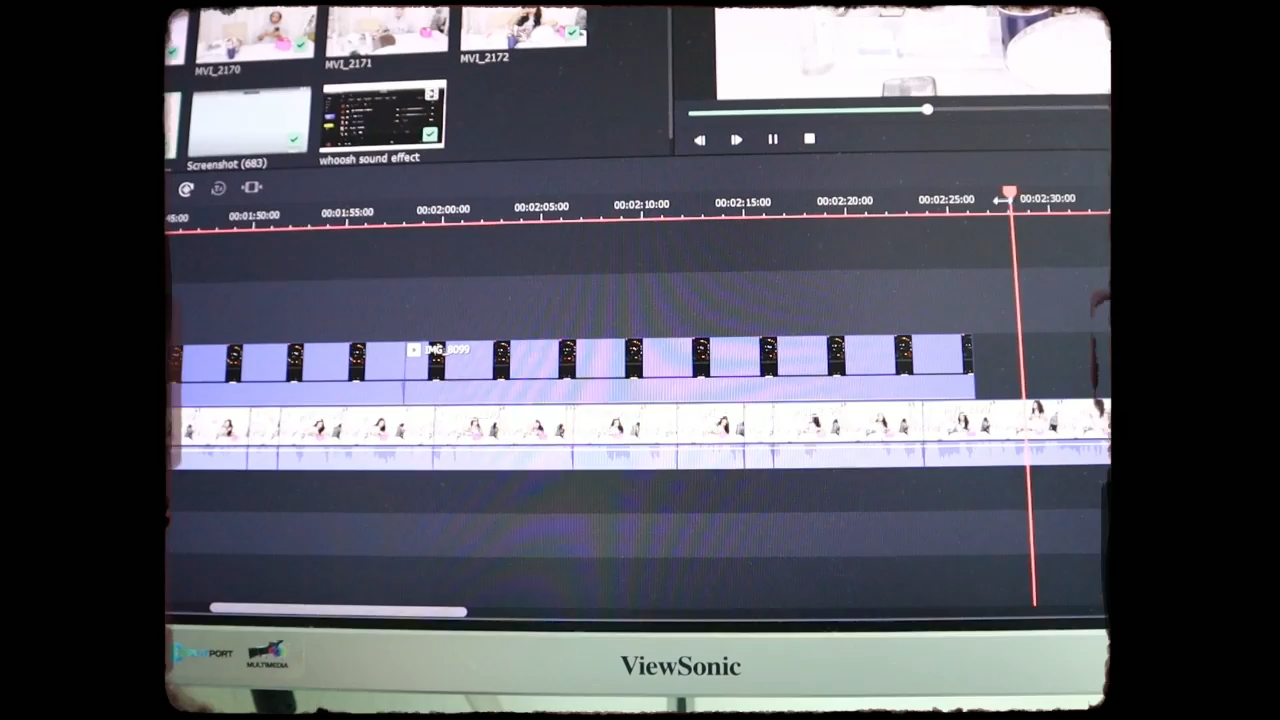 MVI_2170
MVI_2171
MVI_2172
Screenshot (683)
whoosh sound effect
45:00
00:01:50:00
00:01:55:00
00:02:00:00
00:02:05:00
00:02:10:00
00:02:15:00
00:02:20:00
00:02:25:00
00:02:30:00
IMG_8099
MULTIMEDIA
ViewSonic